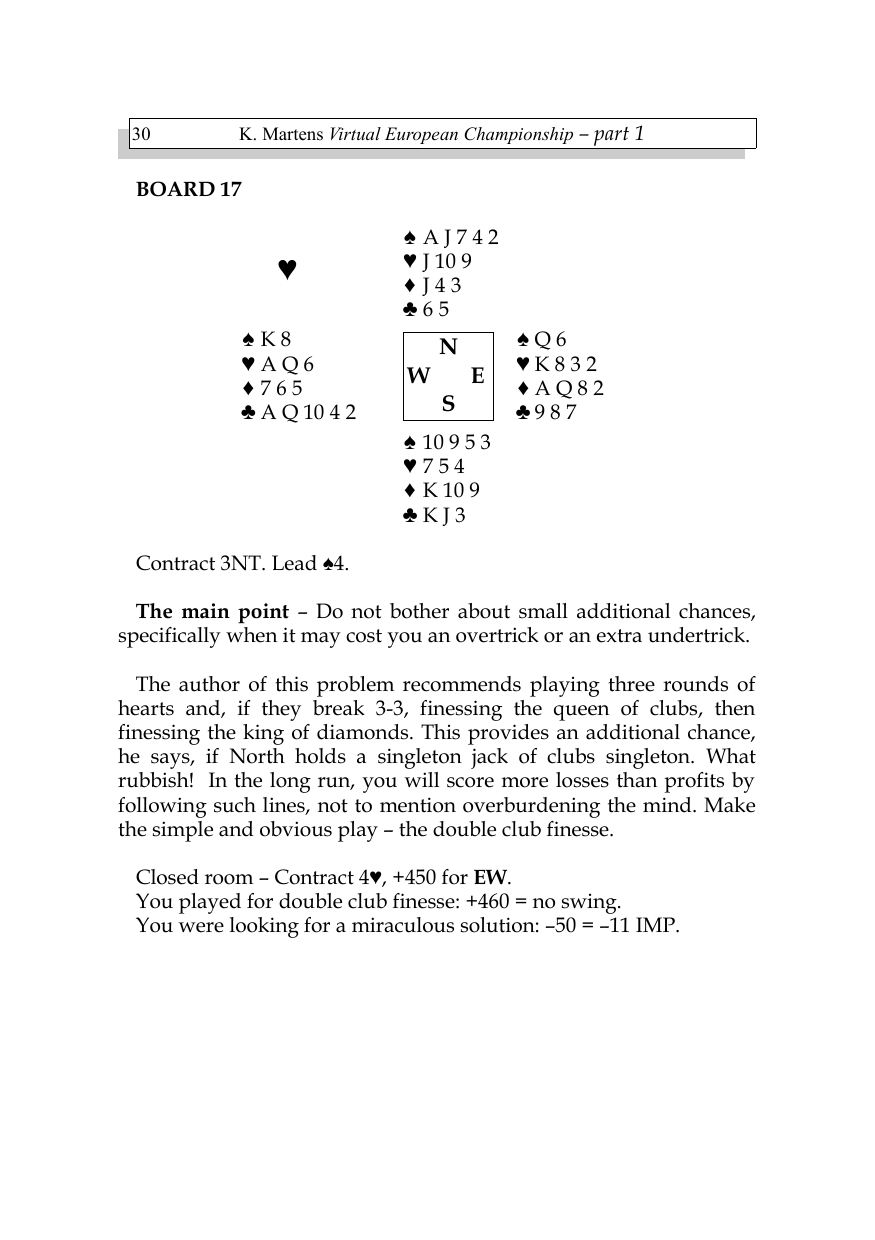 30 K. Martens Virtual European Championship – part 1
BOARD 17
♥
♠ A J 7 4 2
♥ J 10 9
♦ J 4 3
♣ 6 5
♠ K 8
♥ A Q 6
♦ 7 6 5
♣ A Q 10 4 2
N
W E
S
♠ Q 6
♥ K 8 3 2
♦ A Q 8 2
♣ 9 8 7
♠ 10 9 5 3
♥ 7 5 4
♦ K 10 9
♣ K J 3
Contract 3NT. Lead ♠4.
The main point – Do not bother about small additional chances,
specifically when it may cost you an overtrick or an extra undertrick.
The author of this problem recommends playing three rounds of
hearts and, if they break 3-3, finessing the queen of clubs, then
finessing the king of diamonds. This provides an additional chance,
he says, if North holds a singleton jack of clubs singleton. What
rubbish! In the long run, you will score more losses than profits by
following such lines, not to mention overburdening the mind. Make
the simple and obvious play – the double club finesse.
Closed room – Contract 4♥, +450 for EW.
You played for double club finesse: +460 = no swing.
You were looking for a miraculous solution: –50 = –11 IMP.